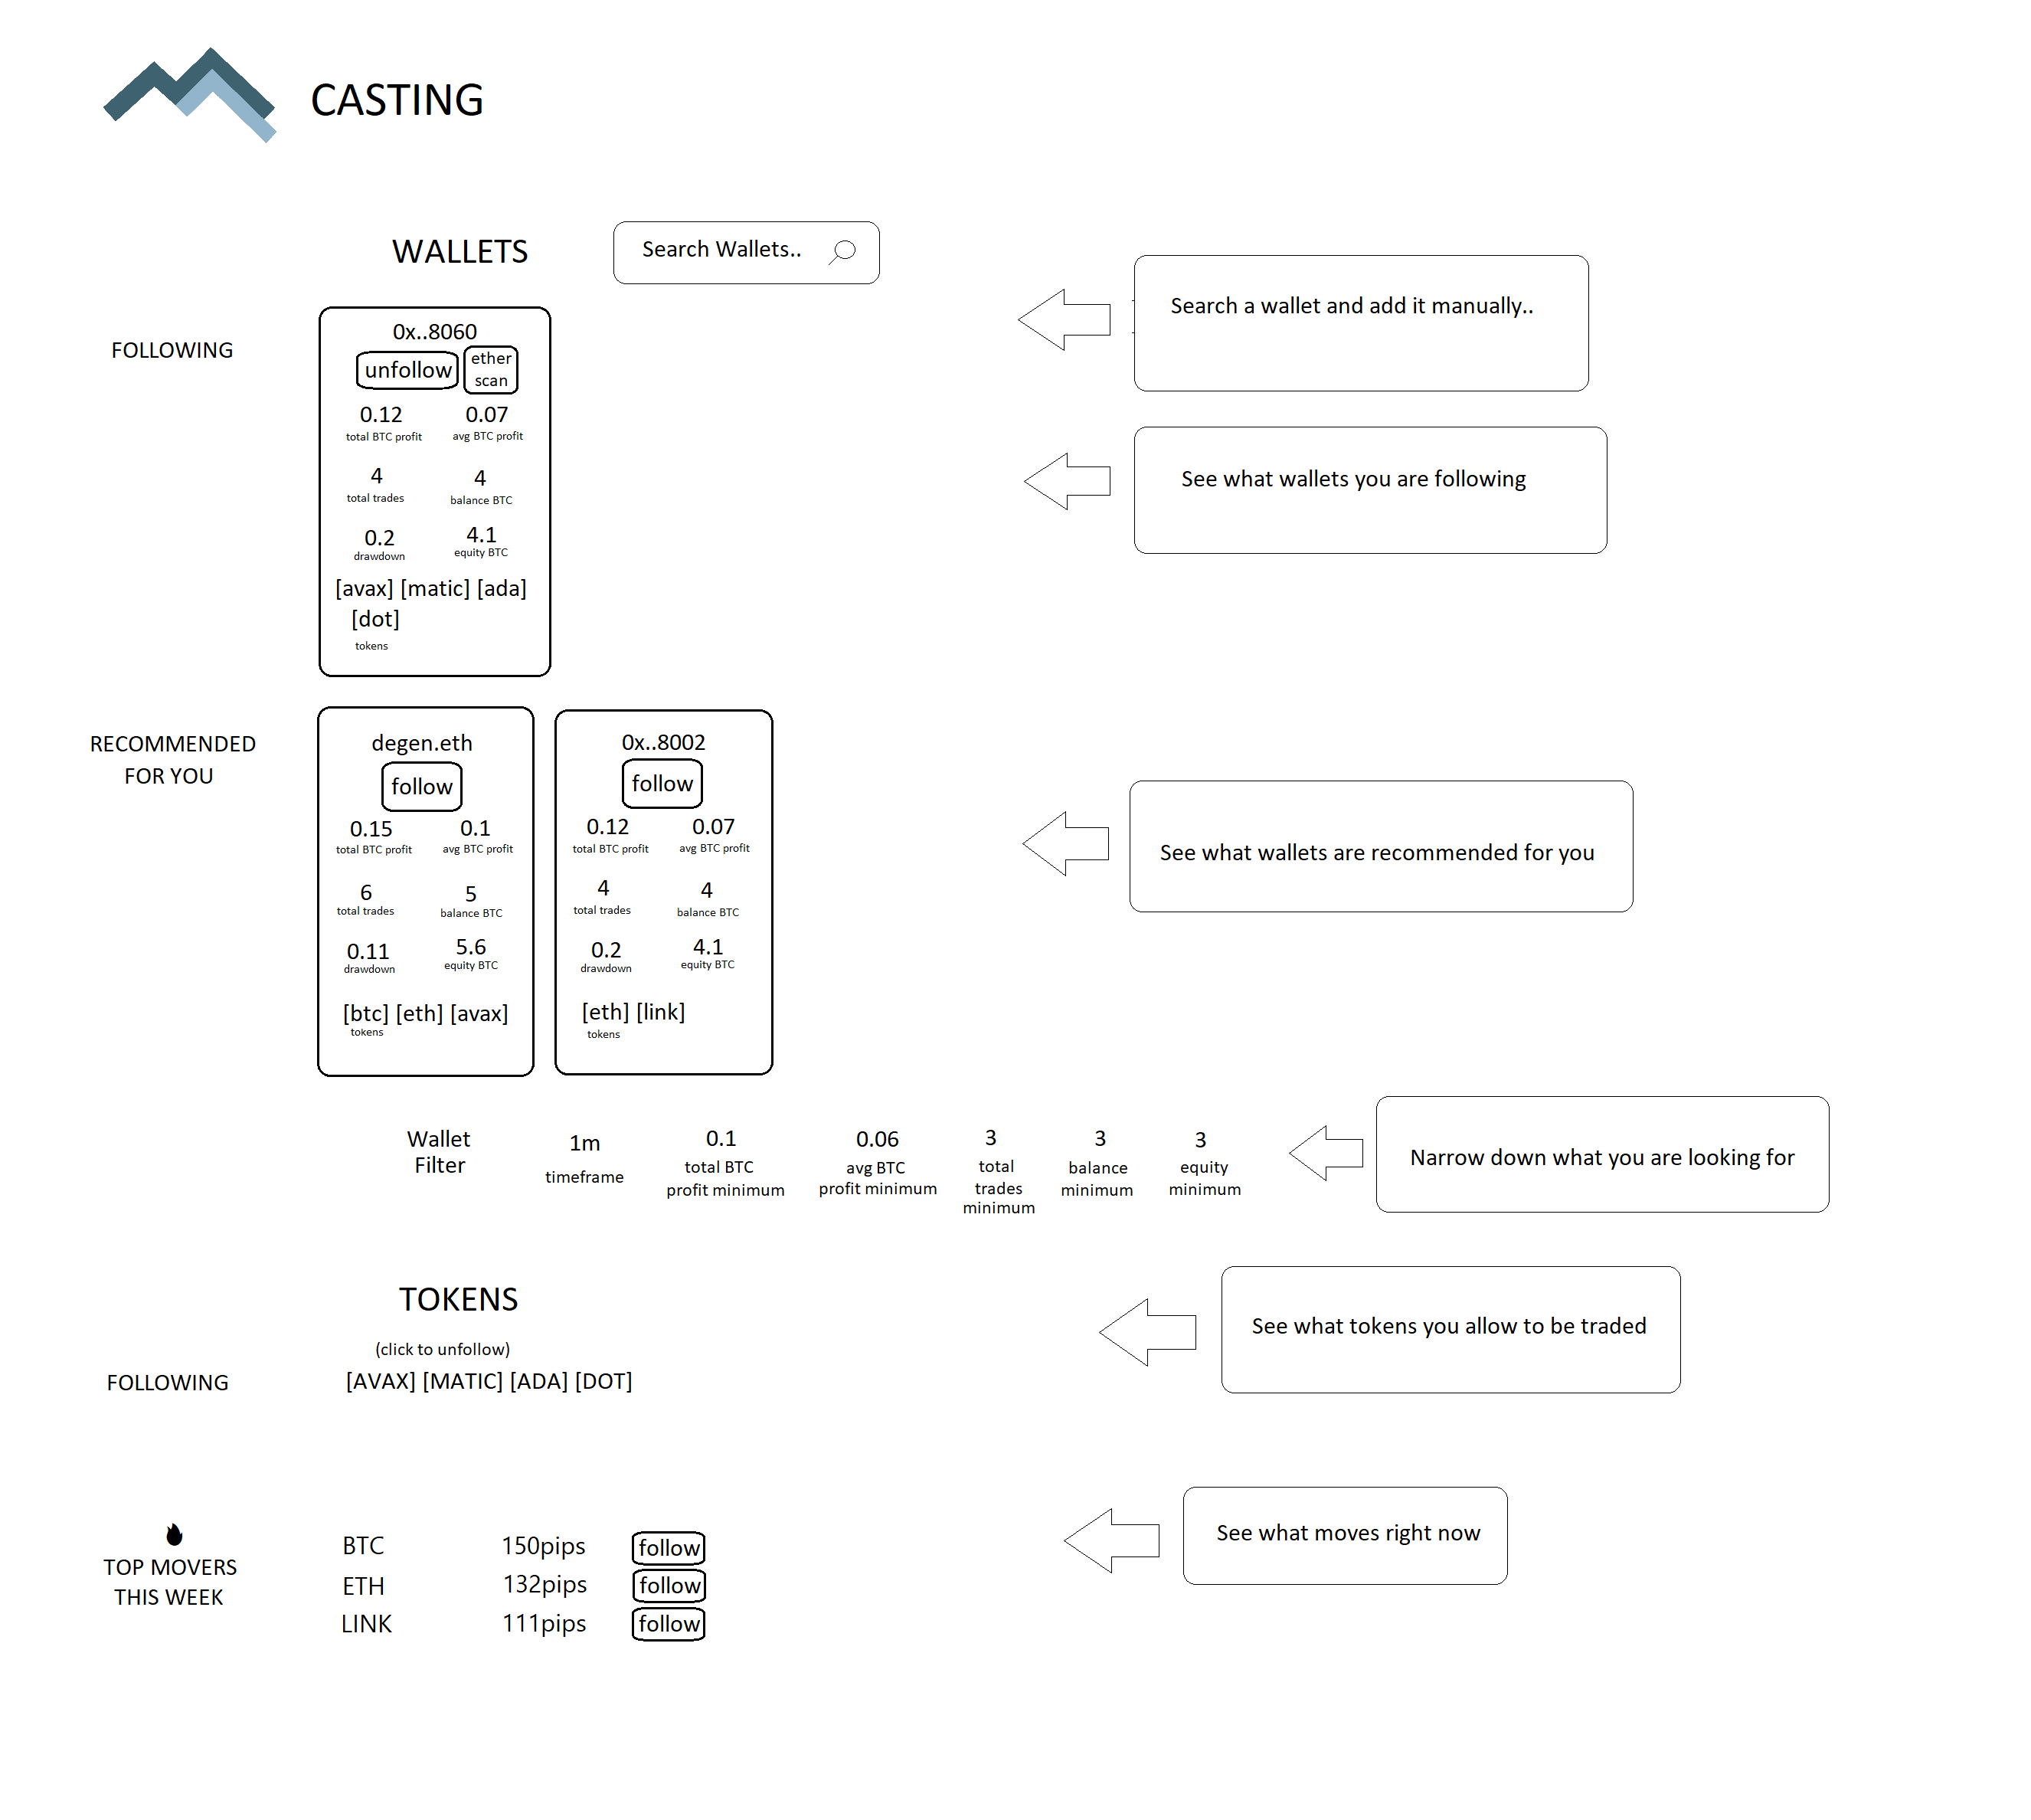 CASTING
WALLETS
Search Wallets..
Search a wallet and add it manually..
FOLLOWING
0x..8060
unfollow
ether
scan
0.12 0.07
total BTC profit avg BTC profit
4 4
total trades balance BTC
0.2 4.1
drawdown equity BTC
[avax] [matic] [ada]
[dot]
tokens
See what wallets you are following
RECOMMENDED
FOR YOU
degen.eth
follow
0.15 0.1
total BTC profit avg BTC profit
6 5
total trades balance BTC
0.11 5.6
drawdown equity BTC
[btc] [eth] [avax]
tokens
0x..8002
follow
0.12 0.07
total BTC profit avg BTC profit
4 4
total trades balance BTC
0.2 4.1
drawdown equity BTC
[eth] [link]
tokens
See what wallets are recommended for you
Wallet
Filter
1m
timeframe
0.1
total BTC
profit minimum
0.06
avg BTC
profit minimum
3
total
trades
minimum
3
balance
minimum
3
equity
minimum
Narrow down what you are looking for
TOKENS
(click to unfollow)
FOLLOWING
[AVAX] [MATIC] [ADA] [DOT]
See what tokens you allow to be traded
TOP MOVERS
THIS WEEK
BTC 150pips follow
ETH 132pips follow
LINK 111pips follow
See what moves right now